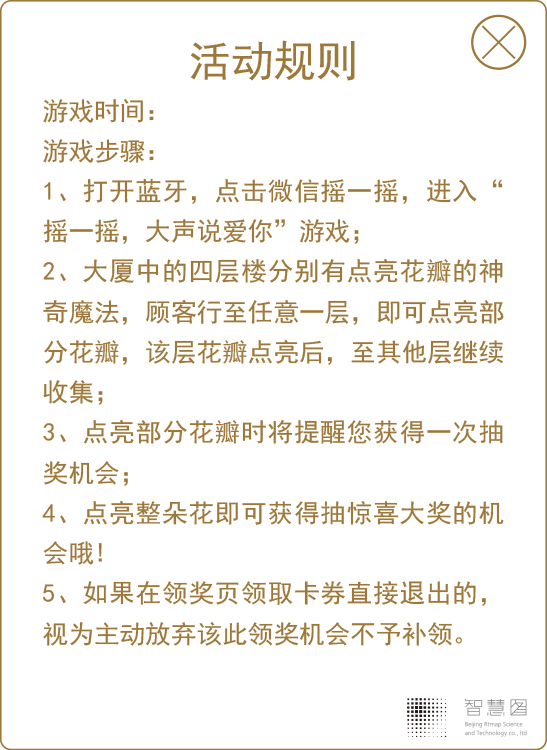 活动规则
游戏时间：
游戏步骤：
1、打开蓝牙，点击微信摇一摇，进入“
摇一摇，大声说爱你”游戏；
2、大厦中的四层楼分别有点亮花瓣的神
奇魔法，顾客行至任意一层，即可点亮部
分花瓣，该层花瓣点亮后，至其他层继续
收集；
3、点亮部分花瓣时将提醒您获得一次抽
奖机会；
4、点亮整朵花即可获得抽惊喜大奖的机
会哦！
5、如果在领奖页领取卡券直接退出的，
视为主动放弃该此领奖机会不予补领。
智慧图
Beijing Rtmap Science
and Technology co., ltd